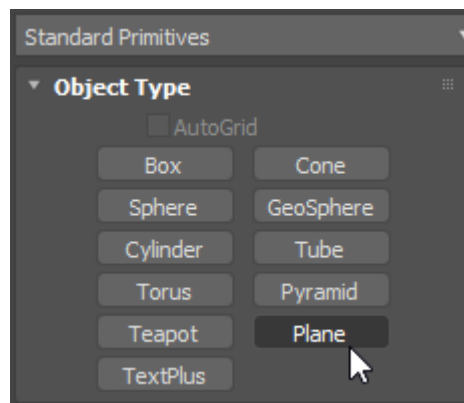 Standard Primitives
Object Type
AutoGrid
Box Cone
Sphere GeoSphere
Cylinder Tube
Torus Pyramid
Teapot Plane
TextPlus